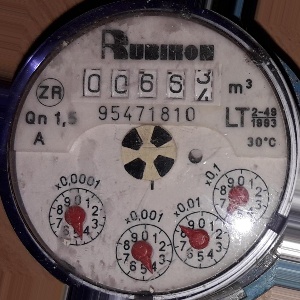 RUBIKON
0066 m³
ZR
Qn 1,5
A
95471810
LT 2-49
1993
30°C
x0,0001
x0,001
x0,01
x0,1